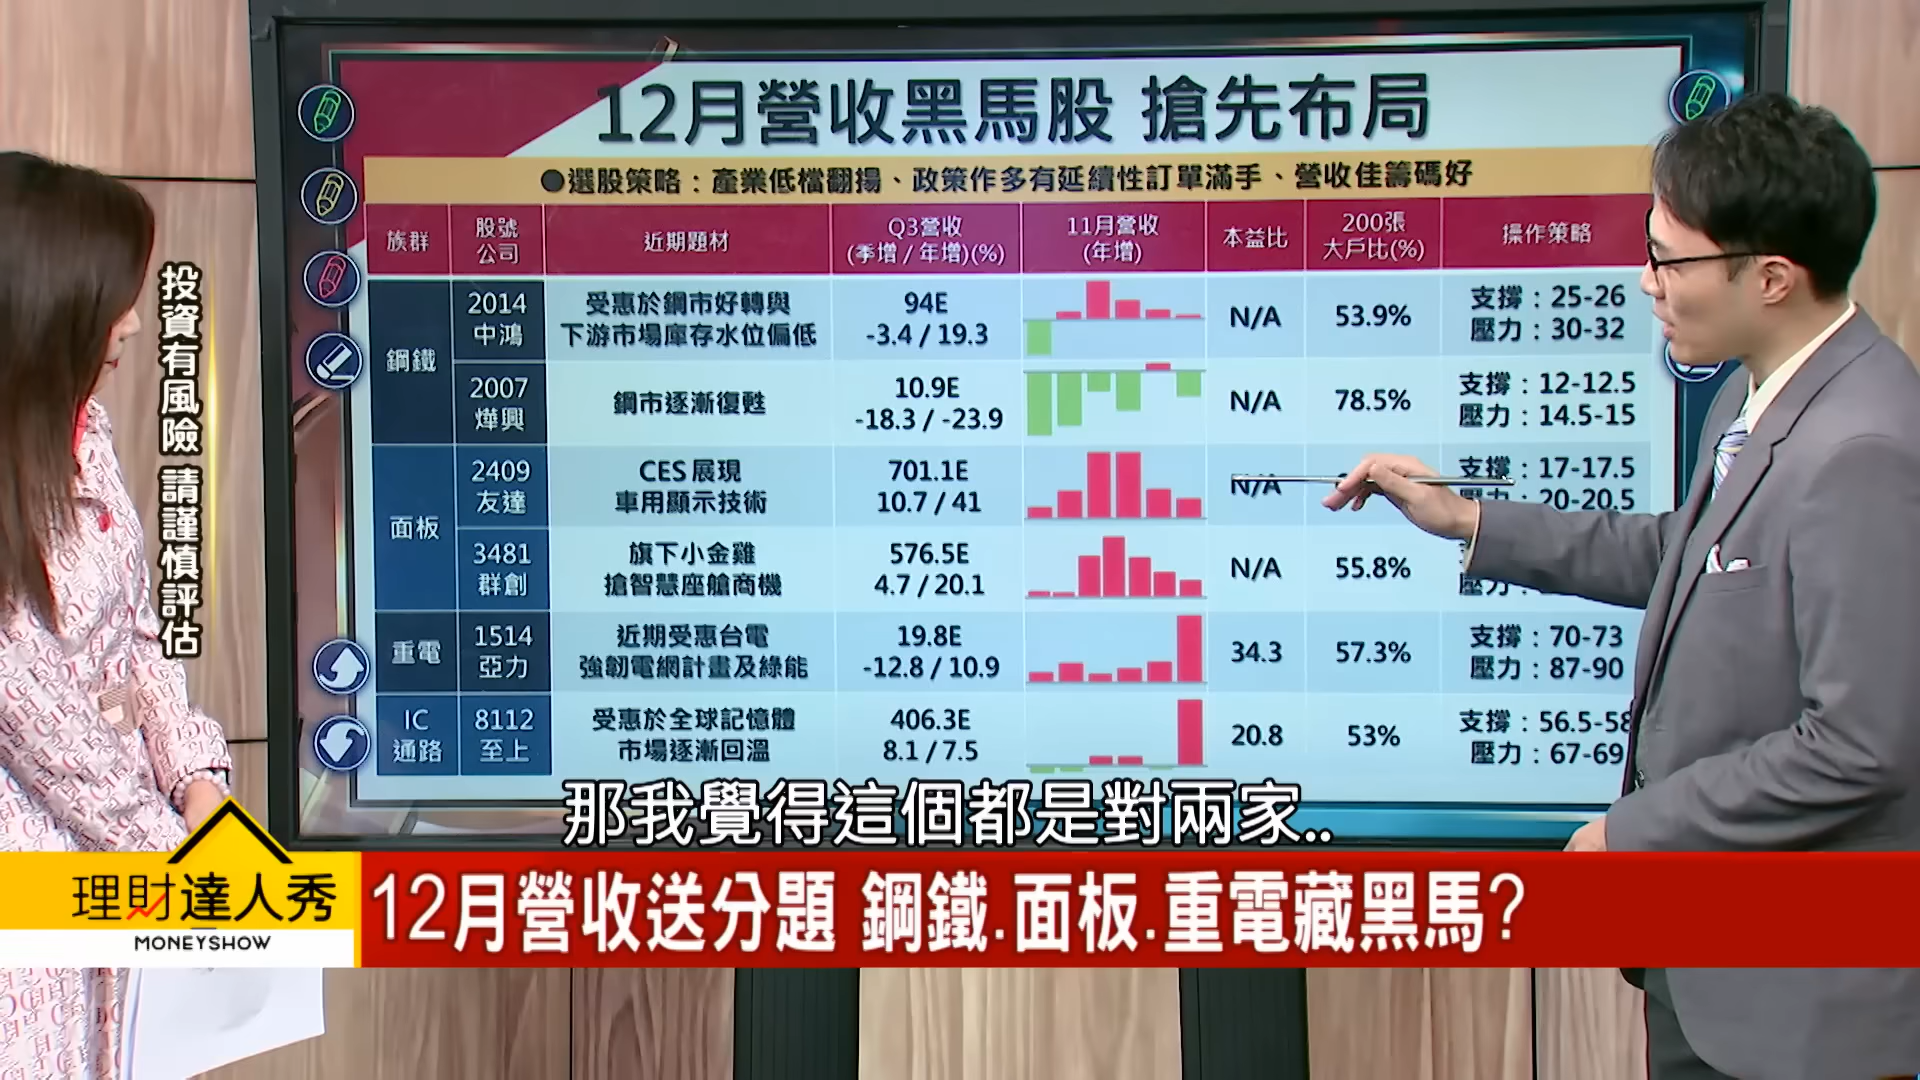 12月營收黑馬股 搶先布局
●選股策略：產業低檔翻揚、政策作多有延續性訂單滿手、營收佳籌碼好
族群 股號公司 近期題材 Q3營收(季增/年增)(%) 11月營收(年增) 本益比 200張大戶比(%) 操作策略
鋼鐵
2014 中鴻 受惠於鋼市好轉與下游市場庫存水位偏低 94E -3.4/19.3 N/A 53.9% 支撐：25-26 壓力：30-32
2007 燁興 鋼市逐漸復甦 10.9E -18.3/-23.9 N/A 78.5% 支撐：12-12.5 壓力：14.5-15
面板
2409 友達 CES展現車用顯示技術 701.1E 10.7/41 N/A 支撐：17-17.5 壓力：20-20.5
3481 群創 旗下小金雞搶智慧座艙商機 576.5E 4.7/20.1 N/A 55.8%
重電
1514 亞力 近期受惠台電強韌電網計畫及綠能 19.8E -12.8/10.9 34.3 57.3% 支撐：70-73 壓力：87-90
IC通路
8112 至上 受惠於全球記憶體市場逐漸回溫 406.3E 8.1/7.5 20.8 53% 支撐：56.5-58 壓力：67-69
投資有風險 請謹慎評估
那我覺得這個都是對兩家..
理財達人秀
MONEYSHOW
12月營收送分題 鋼鐵.面板.重電藏黑馬?